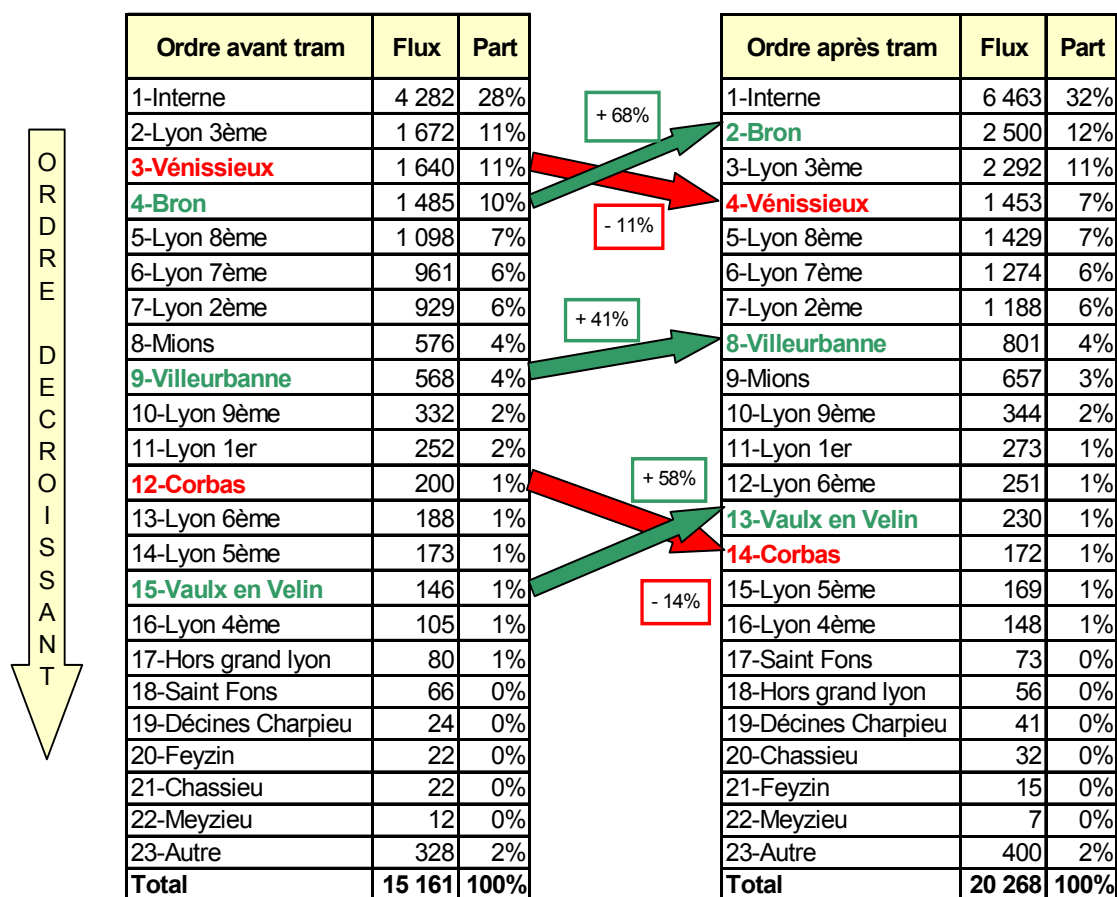 Ordre avant tram Flux Part
1-Interne 4 282 28%
2-Lyon 3ème 1 672 11%
3-Vénissieux 1 640 11%
4-Bron 1 485 10%
5-Lyon 8ème 1 098 7%
6-Lyon 7ème 961 6%
7-Lyon 2ème 929 6%
8-Mions 576 4%
9-Villeurbanne 568 4%
10-Lyon 9ème 332 2%
11-Lyon 1er 252 2%
12-Corbas 200 1%
13-Lyon 6ème 188 1%
14-Lyon 5ème 173 1%
15-Vaulx en Velin 146 1%
16-Lyon 4ème 105 1%
17-Hors grand lyon 80 1%
18-Saint Fons 66 0%
19-Décines Charpieu 24 0%
20-Feyzin 22 0%
21-Chassieu 22 0%
22-Meyzieu 12 0%
23-Autre 328 2%
Total 15 161 100%
ORDRE DECROISSANT
+ 68%
- 11%
+ 41%
+ 58%
- 14%
Ordre après tram Flux Part
1-Interne 6 463 32%
2-Bron 2 500 12%
3-Lyon 3ème 2 292 11%
4-Vénissieux 1 453 7%
5-Lyon 8ème 1 429 7%
6-Lyon 7ème 1 274 6%
7-Lyon 2ème 1 188 6%
8-Villeurbanne 801 4%
9-Mions 657 3%
10-Lyon 9ème 344 2%
11-Lyon 1er 273 1%
12-Lyon 6ème 251 1%
13-Vaulx en Velin 230 1%
14-Corbas 172 1%
15-Lyon 5ème 169 1%
16-Lyon 4ème 148 1%
17-Saint Fons 73 0%
18-Hors grand lyon 56 0%
19-Décines Charpieu 41 0%
20-Chassieu 32 0%
21-Feyzin 15 0%
22-Meyzieu 7 0%
23-Autre 400 2%
Total 20 268 100%